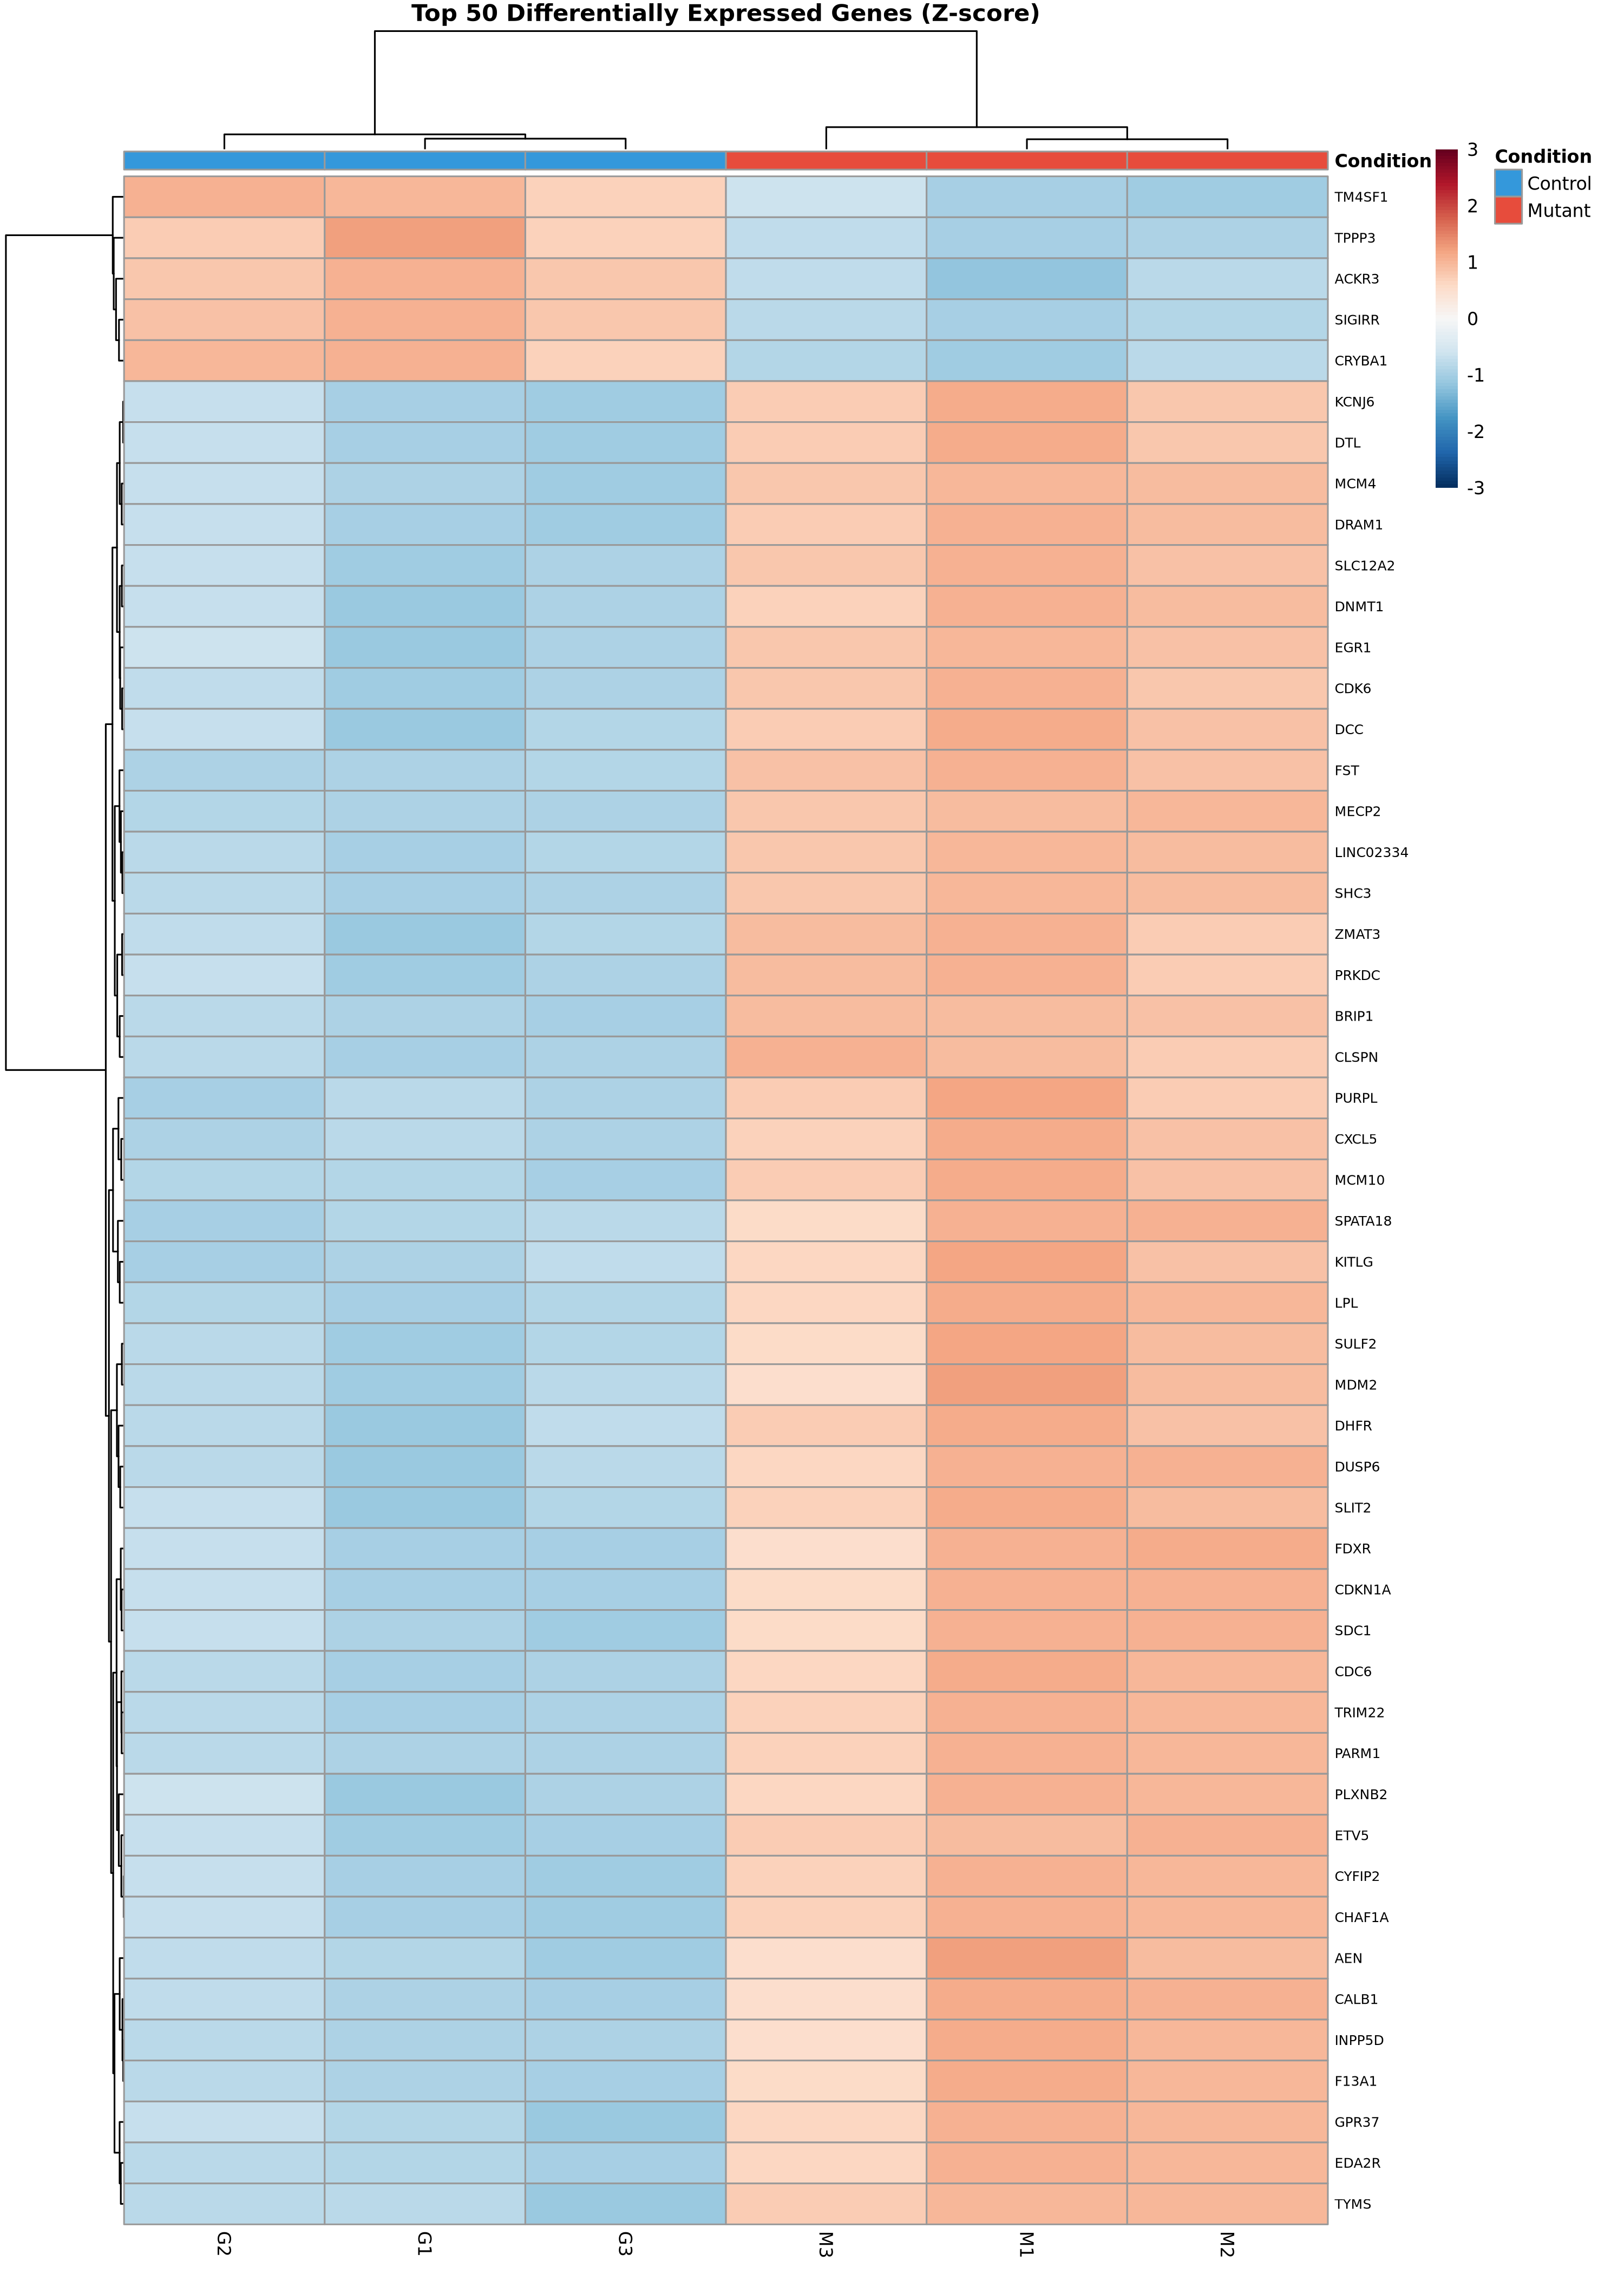 Top 50 Differentially Expressed Genes (Z-score)
Condition
3
2
1
0
-1
-2
-3
Condition
Control
Mutant
TM4SF1
TPPP3
ACKR3
SIGIRR
CRYBA1
KCNJ6
DTL
MCM4
DRAM1
SLC12A2
DNMT1
EGR1
CDK6
DCC
FST
MECP2
LINC02334
SHC3
ZMAT3
PRKDC
BRIP1
CLSPN
PURPL
CXCL5
MCM10
SPATA18
KITLG
LPL
SULF2
MDM2
DHFR
DUSP6
SLIT2
FDXR
CDKN1A
SDC1
CDC6
TRIM22
PARM1
PLXNB2
ETV5
CYFIP2
CHAF1A
AEN
CALB1
INPP5D
F13A1
GPR37
EDA2R
TYMS
G2 G1 G3 M3 M1 M2